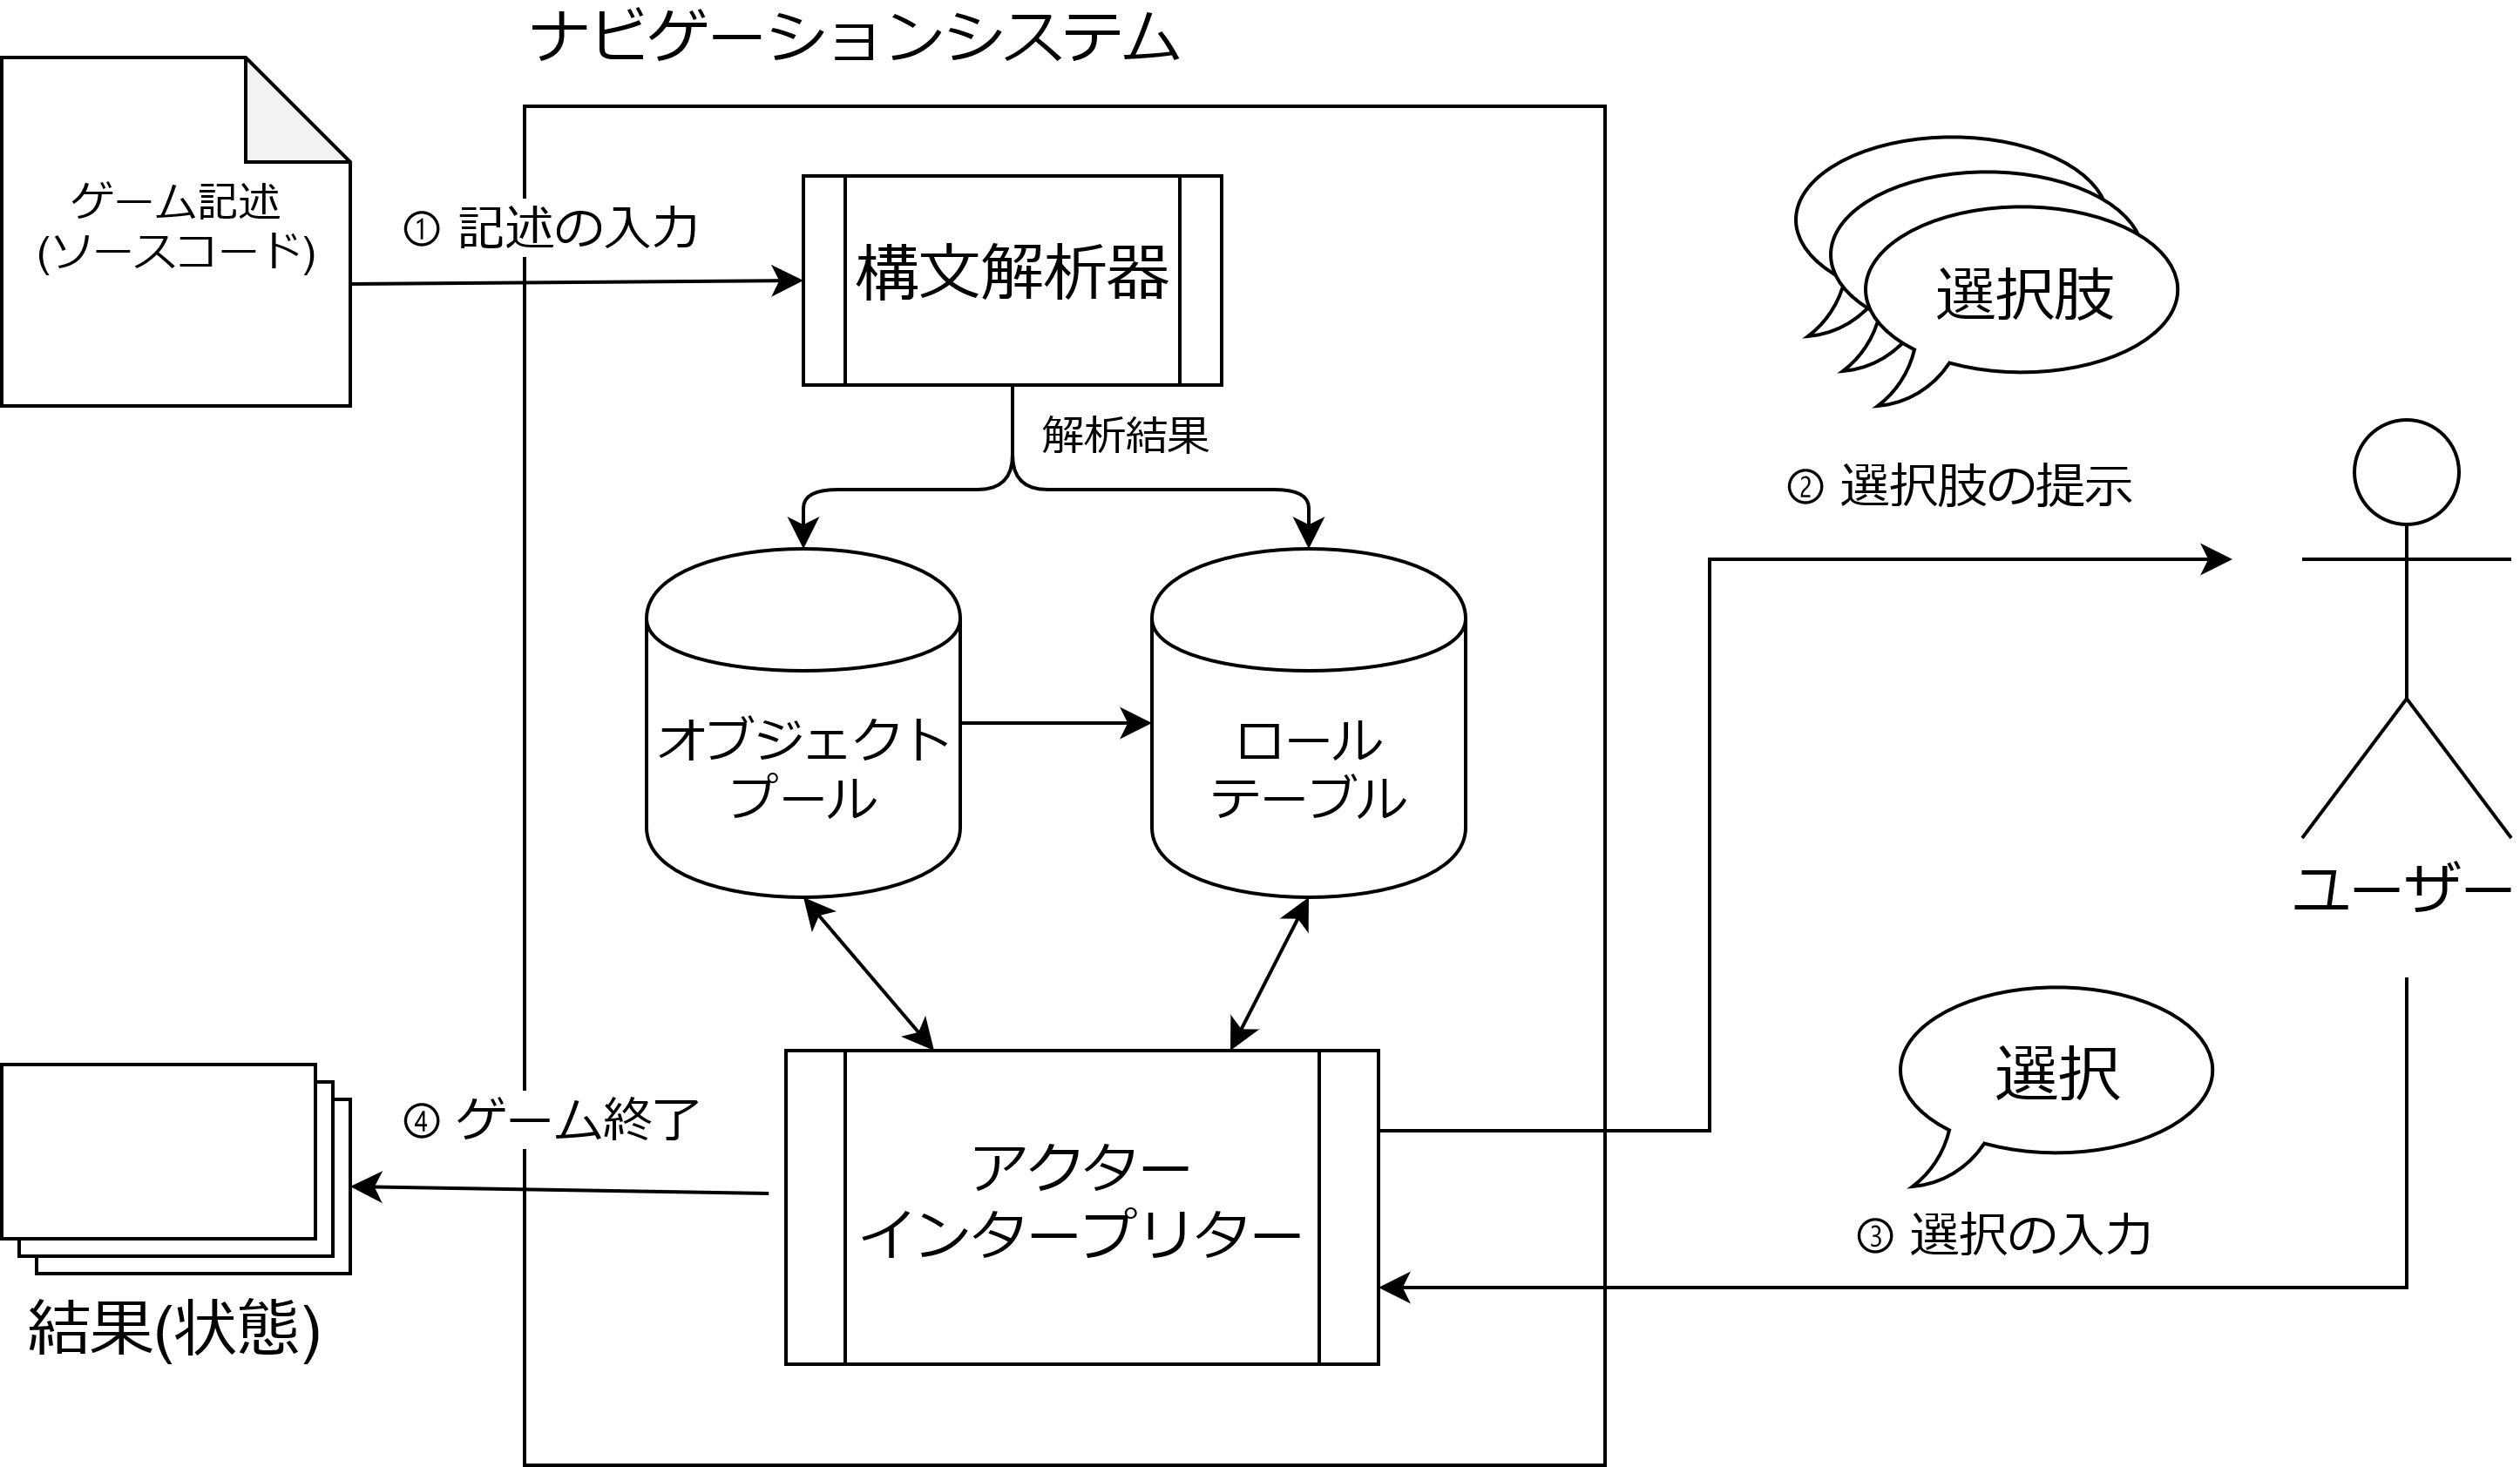 ナビゲーションシステム
ゲーム記述
(ソースコード)
① 記述の入力
構文解析器
解析結果
選択肢
② 選択肢の提示
オブジェクト
プール
ロール
テーブル
ユーザー
選択
③ 選択の入力
④ ゲーム終了
アクター
インタープリター
結果(状態)